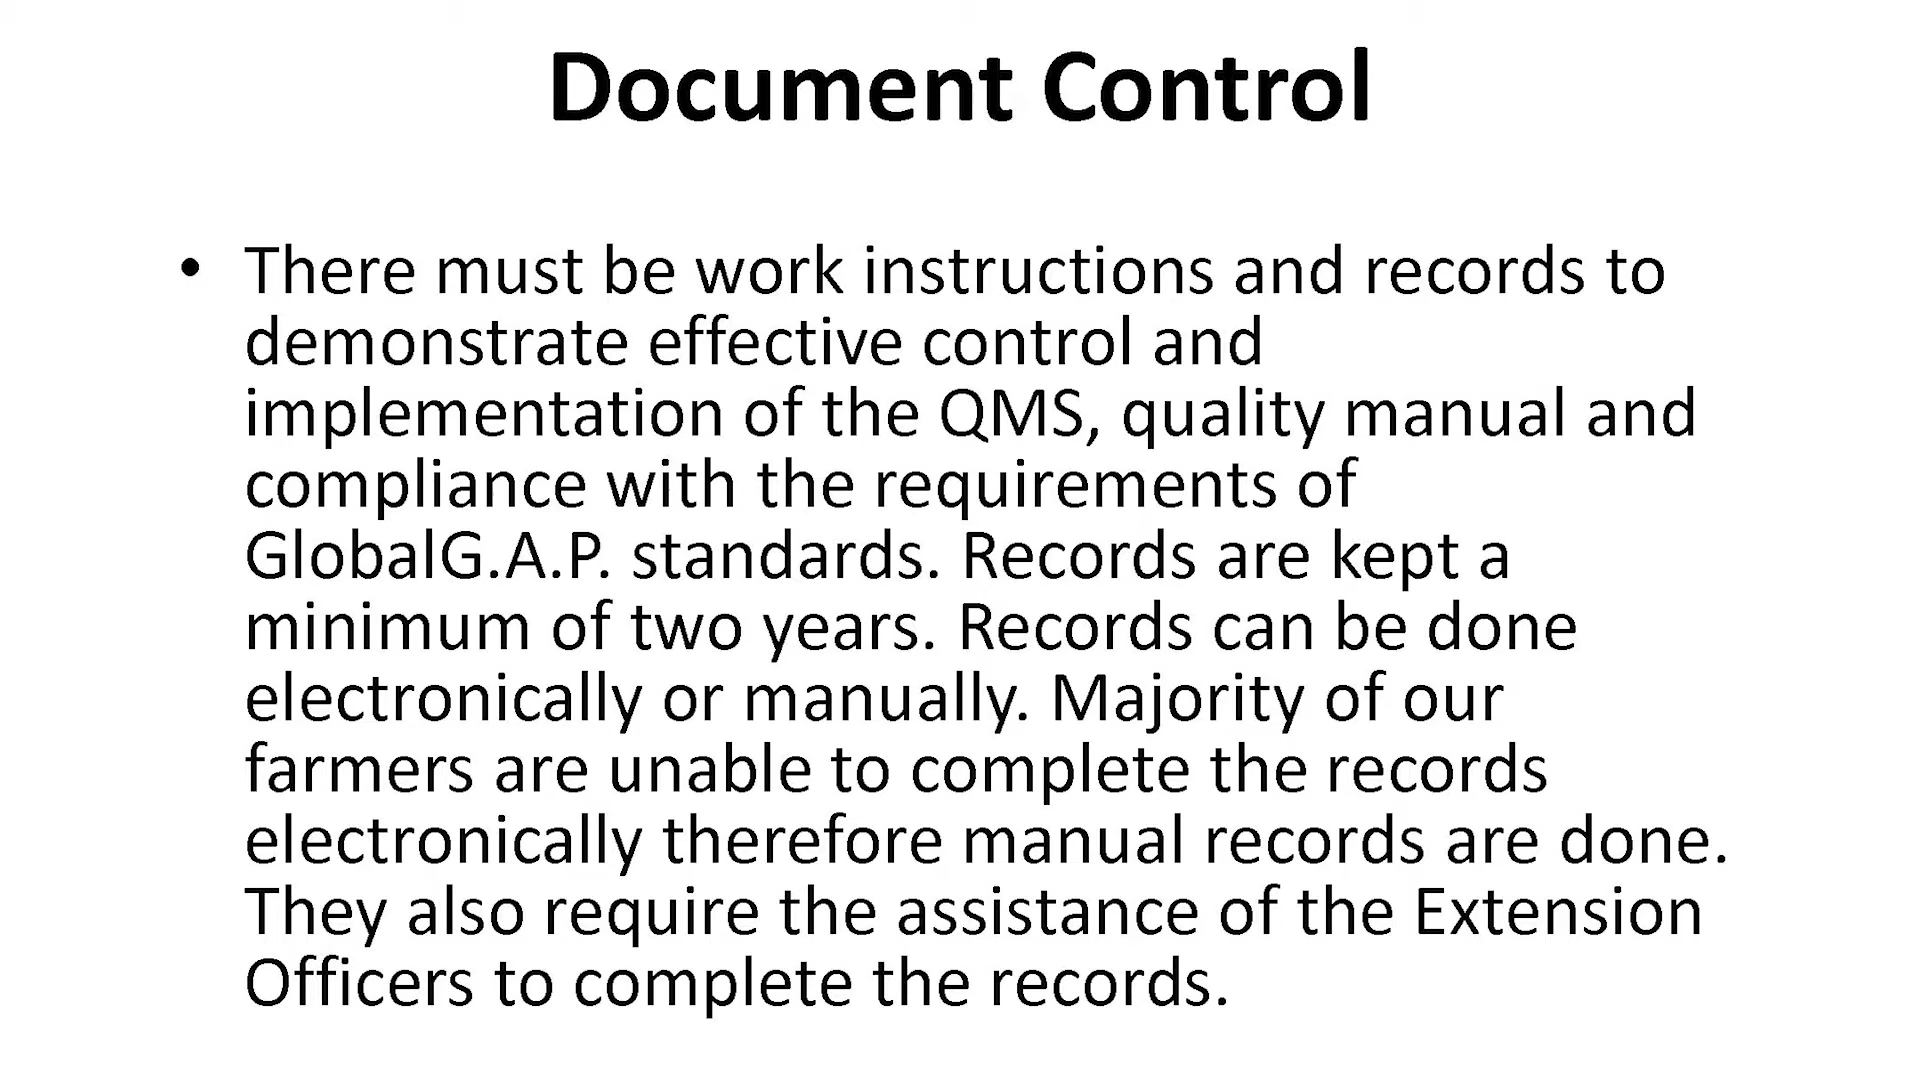 Document Control
• There must be work instructions and records to
demonstrate effective control and
implementation of the QMS, quality manual and
compliance with the requirements of
GlobalG.A.P. standards. Records are kept a
minimum of two years. Records can be done
electronically or manually. Majority of our
farmers are unable to complete the records
electronically therefore manual records are done.
They also require the assistance of the Extension
Officers to complete the records.